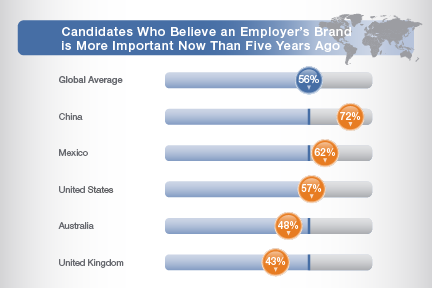 Candidates Who Believe an Employer's Brand
is More Important Now Than Five Years Ago
Global Average 56%
China 72%
Mexico 62%
United States 57%
Australia 48%
United Kingdom 43%